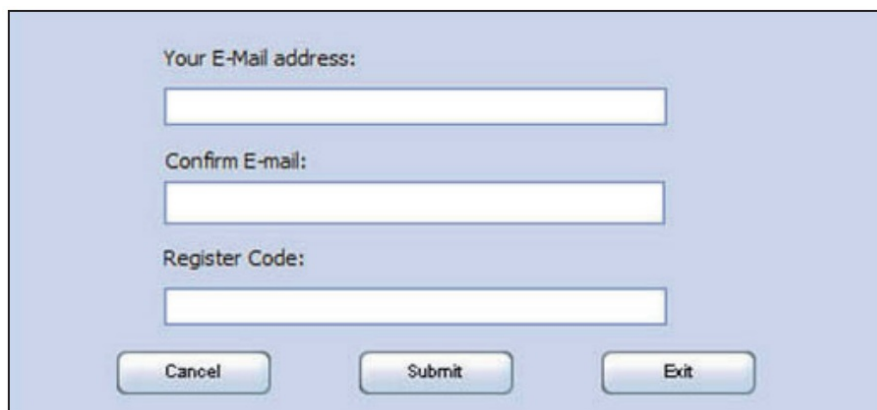 Your E-Mail address:
Confirm E-mail:
Register Code:
Cancel Submit Exit